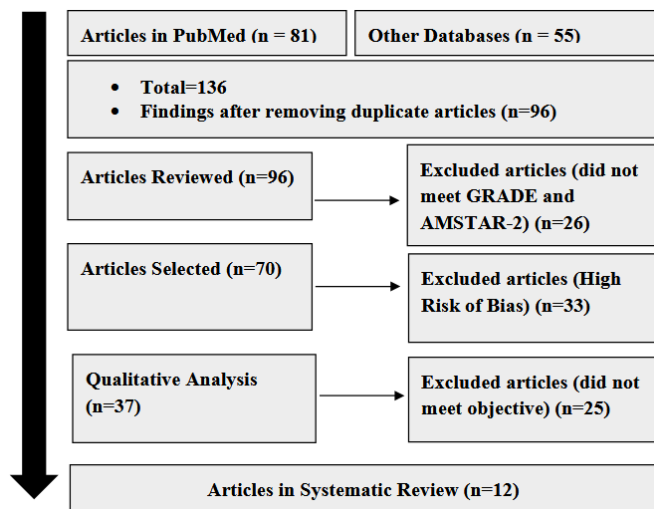 Articles in PubMed (n = 81)
Other Databases (n = 55)
• Total=136
• Findings after removing duplicate articles (n=96)
Articles Reviewed (n=96)
Excluded articles (did not
meet GRADE and
AMSTAR-2) (n=26)
Articles Selected (n=70)
Excluded articles (High
Risk of Bias) (n=33)
Qualitative Analysis
(n=37)
Excluded articles (did not
meet objective) (n=25)
Articles in Systematic Review (n=12)